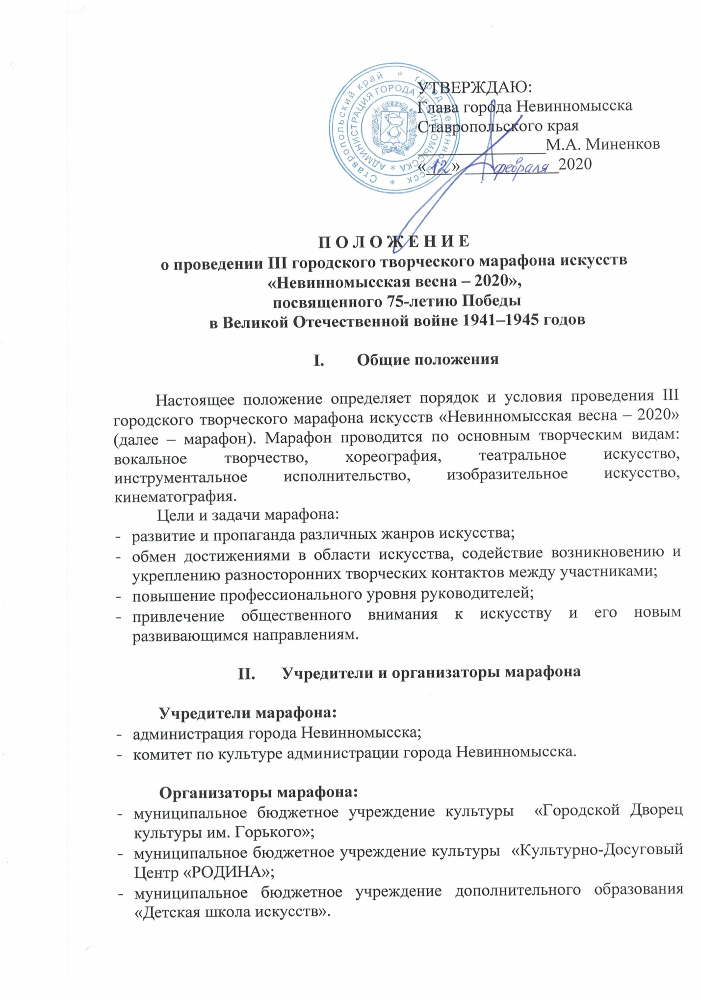 Ставропольский край * город Невинномысск *
АДМИНИСТРАЦИЯ ГОРОДА НЕВИННОМЫССКА *
УТВЕРЖДАЮ:
Глава города Невинномысска
Ставропольского края
_______________М.А. Миненков
«12» февраля 2020
П О Л О Ж Е Н И Е
о проведении III городского творческого марафона искусств
«Невинномысская весна – 2020»,
посвященного 75-летию Победы
в Великой Отечественной войне 1941–1945 годов
I. Общие положения
Настоящее положение определяет порядок и условия проведения III
городского творческого марафона искусств «Невинномысская весна – 2020»
(далее – марафон). Марафон проводится по основным творческим видам:
вокальное творчество, хореография, театральное искусство,
инструментальное исполнительство, изобразительное искусство,
кинематография.
Цели и задачи марафона:
- развитие и пропаганда различных жанров искусства;
- обмен достижениями в области искусства, содействие возникновению и
укреплению разносторонних творческих контактов между участниками;
- повышение профессионального уровня руководителей;
- привлечение общественного внимания к искусству и его новым
развивающимся направлениям.
II. Учредители и организаторы марафона
Учредители марафона:
- администрация города Невинномысска;
- комитет по культуре администрации города Невинномысска.
Организаторы марафона:
- муниципальное бюджетное учреждение культуры «Городской Дворец
культуры им. Горького»;
- муниципальное бюджетное учреждение культуры «Культурно-Досуговый
Центр «РОДИНА»;
- муниципальное бюджетное учреждение дополнительного образования
«Детская школа искусств».